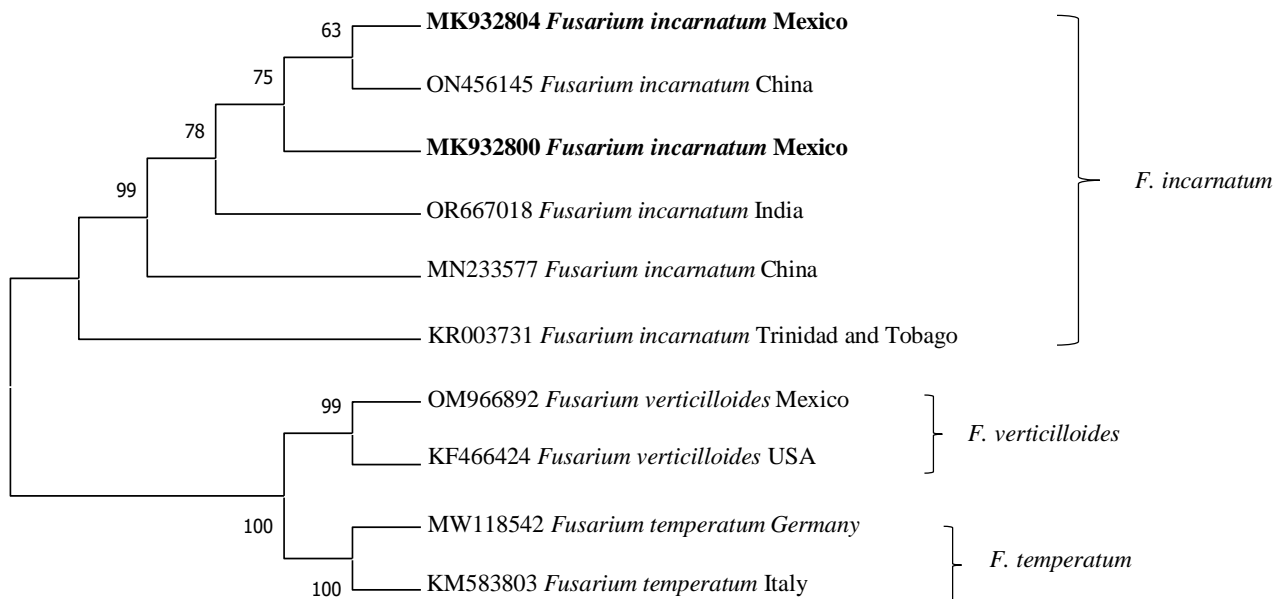 MK932804 Fusarium incarnatum Mexico
63
ON456145 Fusarium incarnatum China
75
MK932800 Fusarium incarnatum Mexico
78
OR667018 Fusarium incarnatum India
99
MN233577 Fusarium incarnatum China
KR003731 Fusarium incarnatum Trinidad and Tobago
F. incarnatum
OM966892 Fusarium verticilloides Mexico
99
KF466424 Fusarium verticilloides USA
F. verticilloides
100
MW118542 Fusarium temperatum Germany
KM583803 Fusarium temperatum Italy
100
F. temperatum